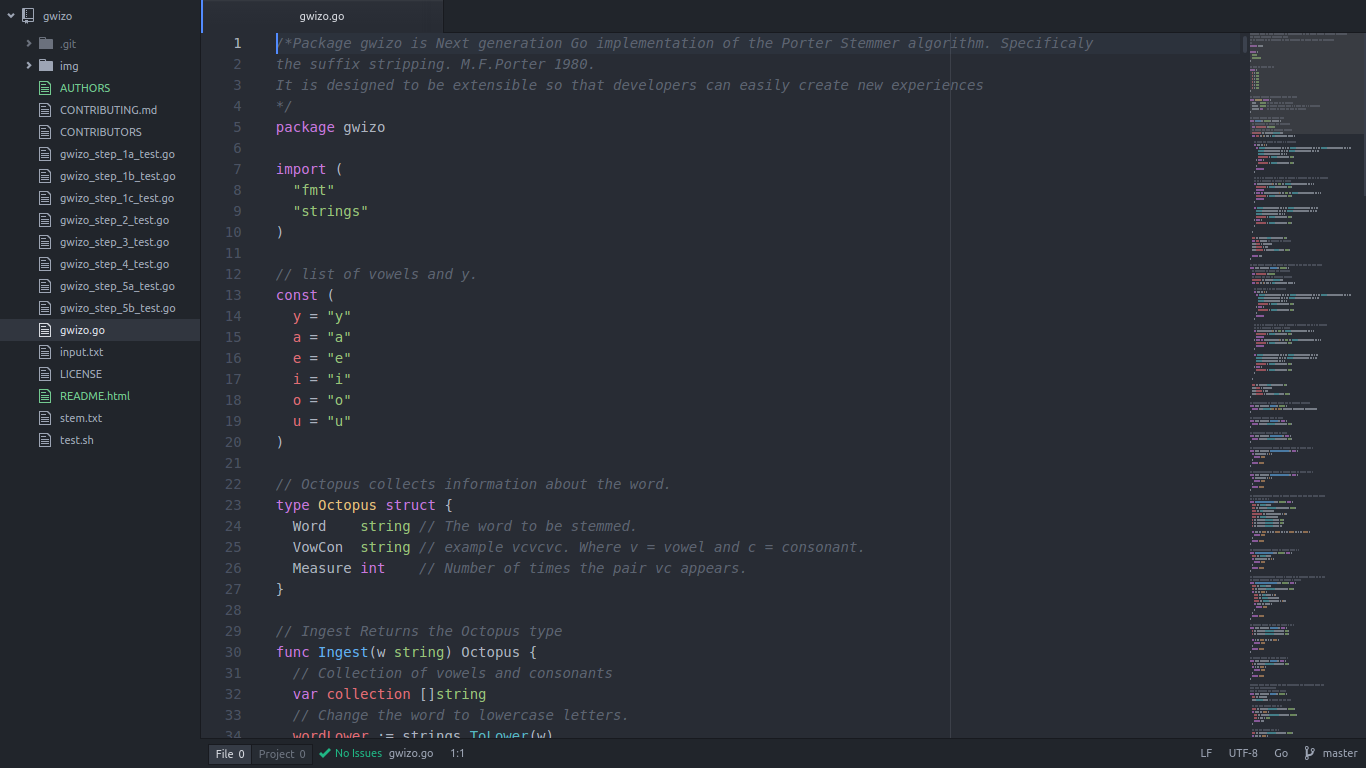 gwizo
.git
img
AUTHORS
CONTRIBUTING.md
CONTRIBUTORS
gwizo_step_1a_test.go
gwizo_step_1b_test.go
gwizo_step_1c_test.go
gwizo_step_2_test.go
gwizo_step_3_test.go
gwizo_step_4_test.go
gwizo_step_5a_test.go
gwizo_step_5b_test.go
gwizo.go
input.txt
LICENSE
README.html
stem.txt
test.sh
gwizo.go
1 /*Package gwizo is Next generation Go implementation of the Porter Stemmer algorithm. Specificaly
2 the suffix stripping. M.F.Porter 1980.
3 It is designed to be extensible so that developers can easily create new experiences
4 */
5 package gwizo
6
7 import (
8 "fmt"
9 "strings"
10 )
11
12 // list of vowels and y.
13 const (
14 y = "y"
15 a = "a"
16 e = "e"
17 i = "i"
18 o = "o"
19 u = "u"
20 )
21
22 // Octopus collects information about the word.
23 type Octopus struct {
24 Word string // The word to be stemmed.
25 VowCon string // example vcvcvc. Where v = vowel and c = consonant.
26 Measure int // Number of times the pair vc appears.
27 }
28
29 // Ingest Returns the Octopus type
30 func Ingest(w string) Octopus {
31 // Collection of vowels and consonants
32 var collection []string
33 // Change the word to lowercase letters.
34 wordLower := strings.ToLower(w)
File 0 Project 0 No Issues gwizo.go 1:1 LF UTF-8 Go master